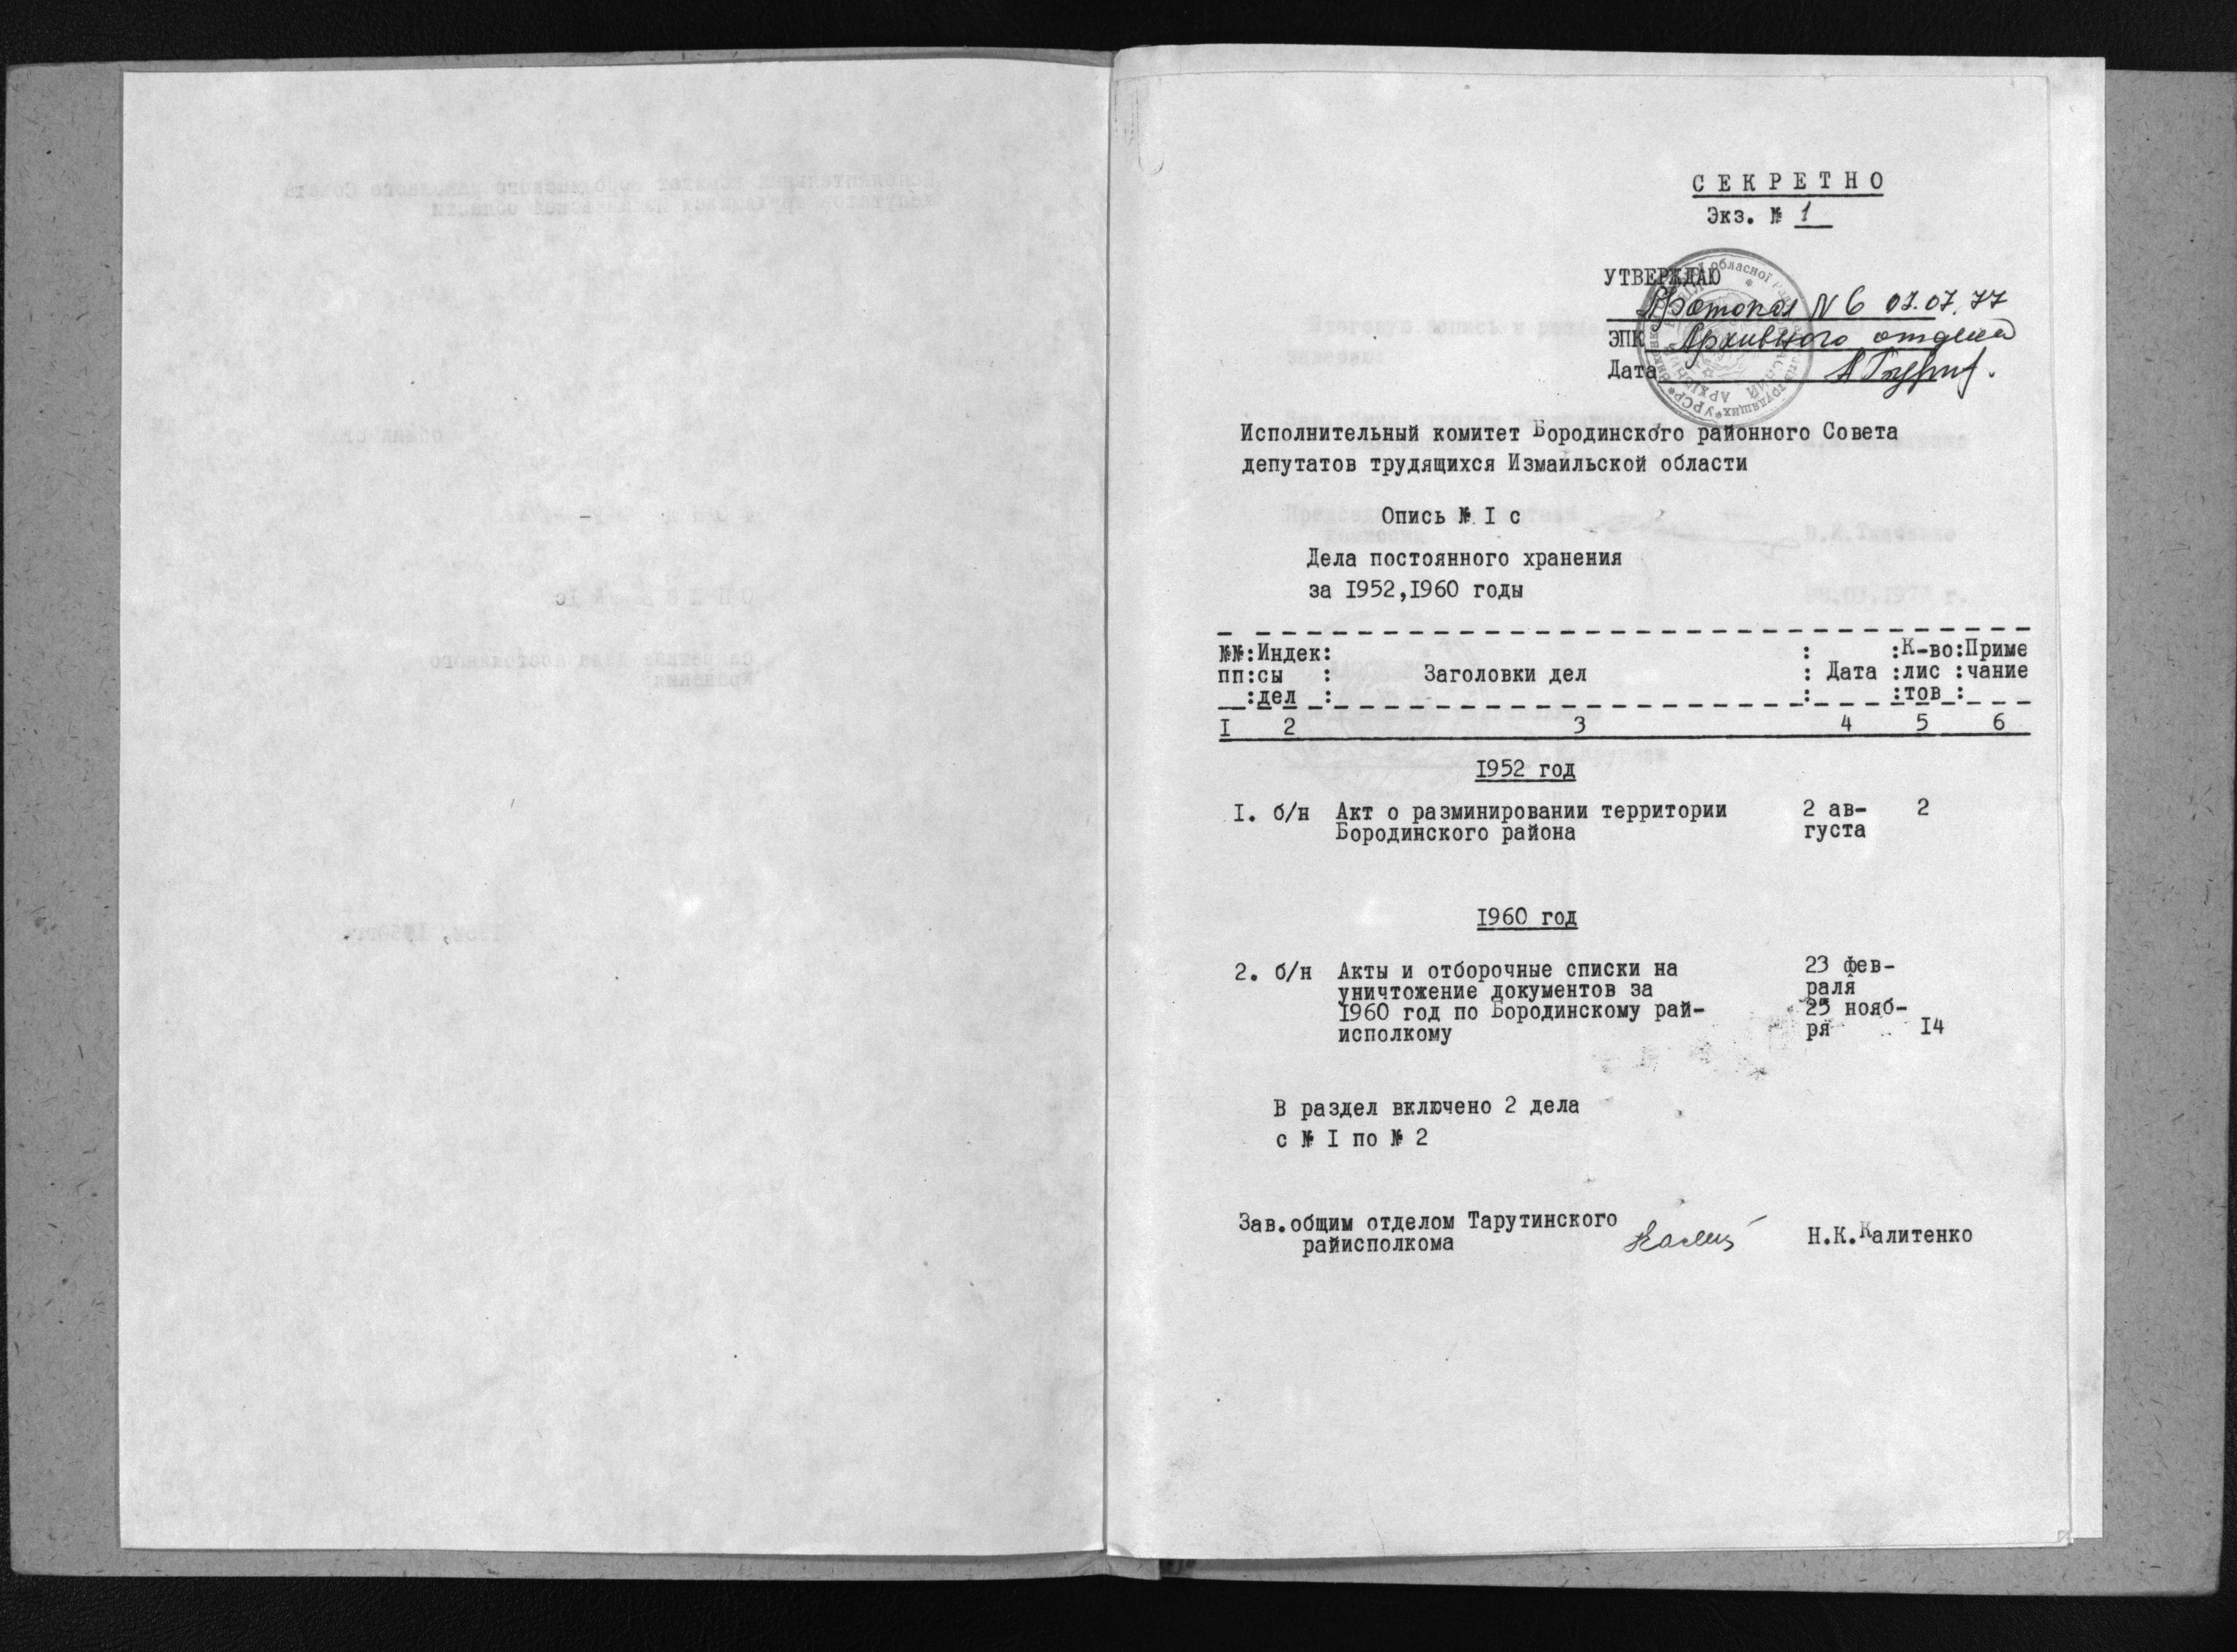 СЕКРЕТНО
Экз. № 1
УТВЕРЖДАЮ
Протокол N 6 07.07.77
ЭПК Архивного отдела
Дата
Исполнительный комитет Бородинского районного Совета
депутатов трудящихся Измаильской области
Опись № I с
Дела постоянного хранения
за I952,I960 годы
№№:Индек: : :К-во:Приме
пп:сы : Заголовки дел : Дата :лис :чание
:дел : : :тов :
I 2 3 4 5 6
I952 год
I. б/н Акт о разминировании территории 2 ав- 2
Бородинского района густа
I960 год
2. б/н Акты и отборочные списки на 23 фев-
уничтожение документов за раля
I960 год по Бородинскому рай- 25 нояб-
исполкому ря I4
В раздел включено 2 дела
с № I по № 2
Зав.общим отделом Тарутинского
райисполкома Н.К.Калитенко